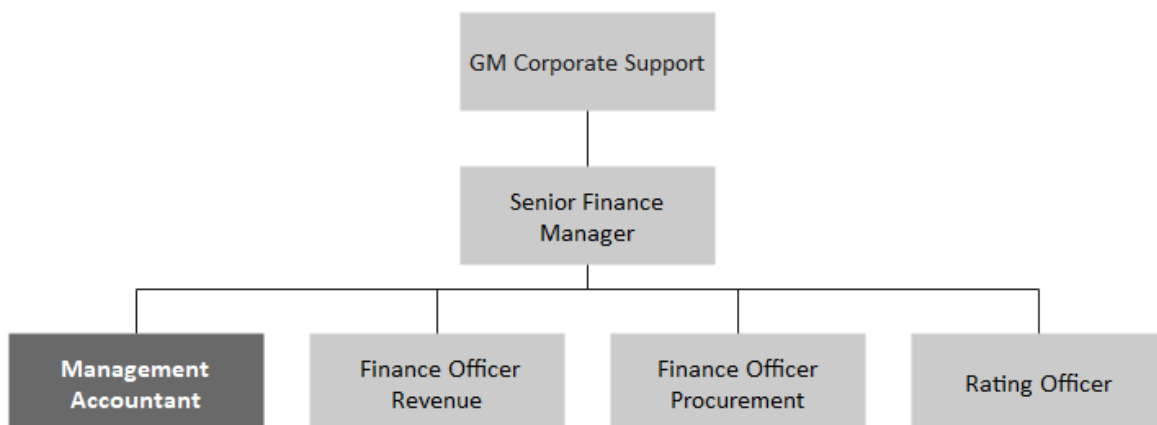 GM Corporate Support
Senior Finance
Manager
Management
Accountant
Finance Officer
Revenue
Finance Officer
Procurement
Rating Officer